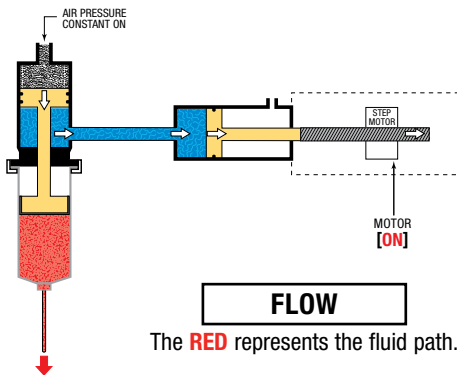 AIR PRESSURE
CONSTANT ON
STEP
MOTOR
MOTOR
[ON]
FLOW
The RED represents the fluid path.